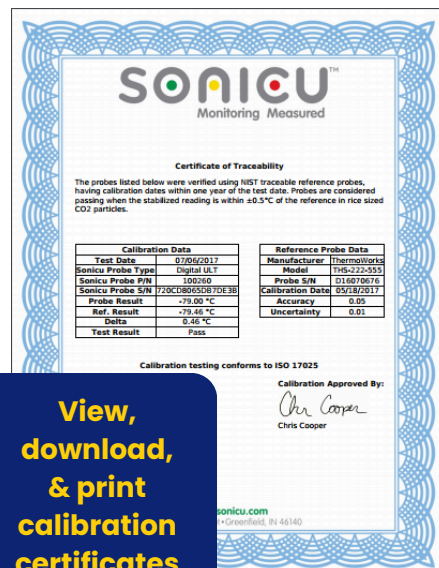 SONICU™
Monitoring Measured
Certificate of Traceability
The probes listed below were verified using NIST traceable reference probes,
having calibration dates within one year of the test date. Probes are considered
passing when the stabilized reading is within ±0.5°C of the reference in rice sized
CO2 particles.
Calibration Data
Test Date 07/06/2017
Sonicu Probe Type Digital ULT
Sonicu Probe P/N 100260
Sonicu Probe S/N 720CD8065DB7DE3B
Probe Result -79.00 °C
Ref. Result -79.46 °C
Delta 0.46 °C
Test Result Pass
Reference Probe Data
Manufacturer ThermoWorks
Model THS-222-555
Probe S/N D16070676
Calibration Date 05/18/2017
Accuracy 0.05
Uncertainty 0.01
Calibration testing conforms to ISO 17025
Calibration Approved By:
Chr Cooper
Chris Cooper
View,
download,
& print
calibration
certificates
sonicu.com
• Greenfield, IN 46140